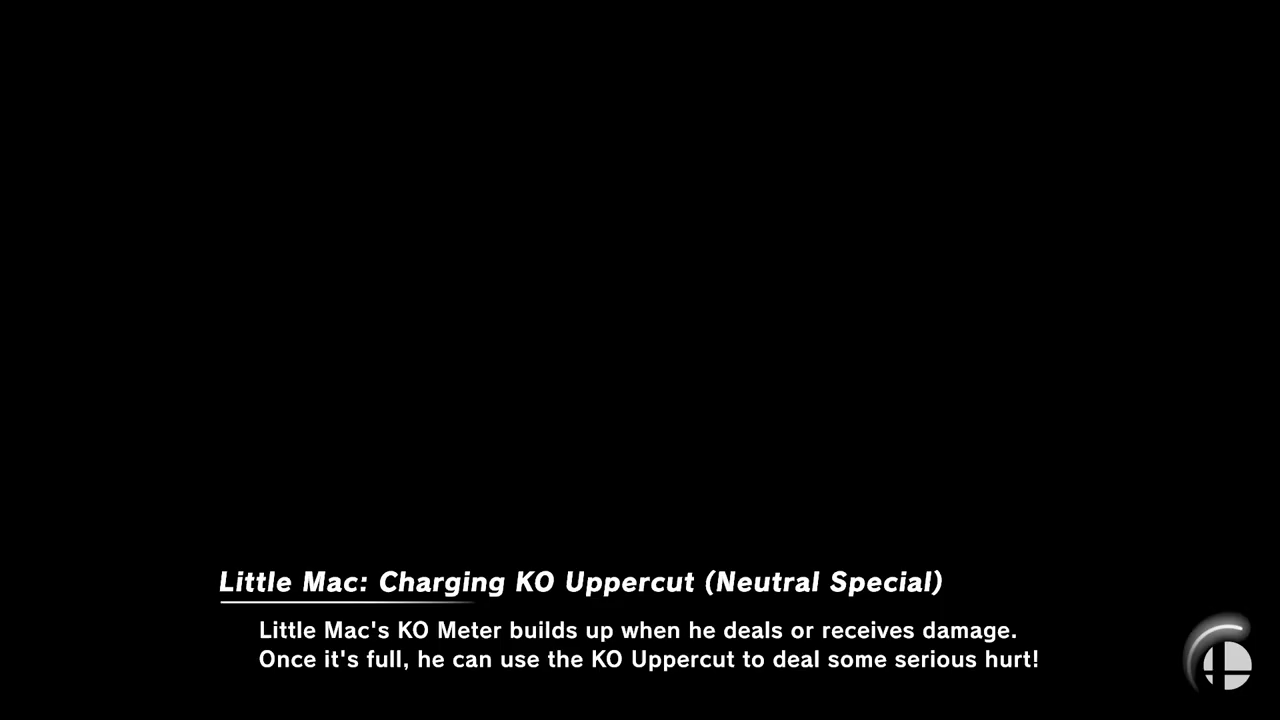 Little Mac: Charging KO Uppercut (Neutral Special)
Little Mac's KO Meter builds up when he deals or receives damage.
Once it's full, he can use the KO Uppercut to deal some serious hurt!